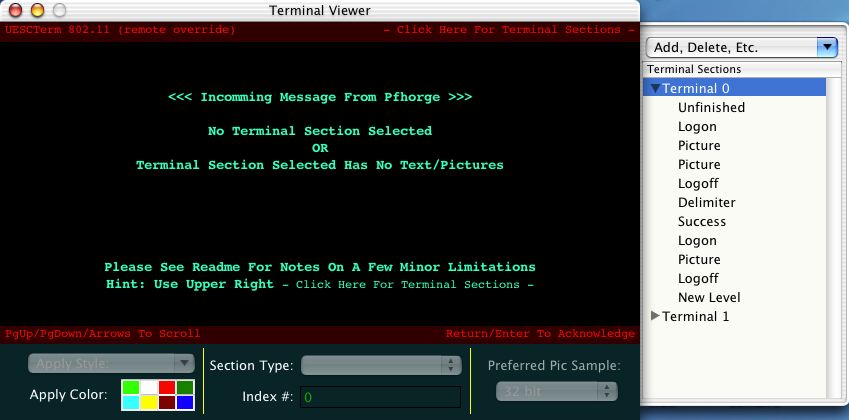 Terminal Viewer
UESCTerm 802.11 (remote override)
- Click Here For Terminal Sections -
<<< Incomming Message From Pfhorge >>>
No Terminal Section Selected
OR
Terminal Section Selected Has No Text/Pictures
Please See Readme For Notes On A Few Minor Limitations
Hint: Use Upper Right - Click Here For Terminal Sections -
PgUp/PgDown/Arrows To Scroll
Return/Enter To Acknowledge
Apply Style:
Apply Color:
Section Type:
Index #: 0
Preferred Pic Sample:
32 bit
Add, Delete, Etc.
Terminal Sections
Terminal 0
Unfinished
Logon
Picture
Picture
Logoff
Delimiter
Success
Logon
Picture
Logoff
New Level
Terminal 1